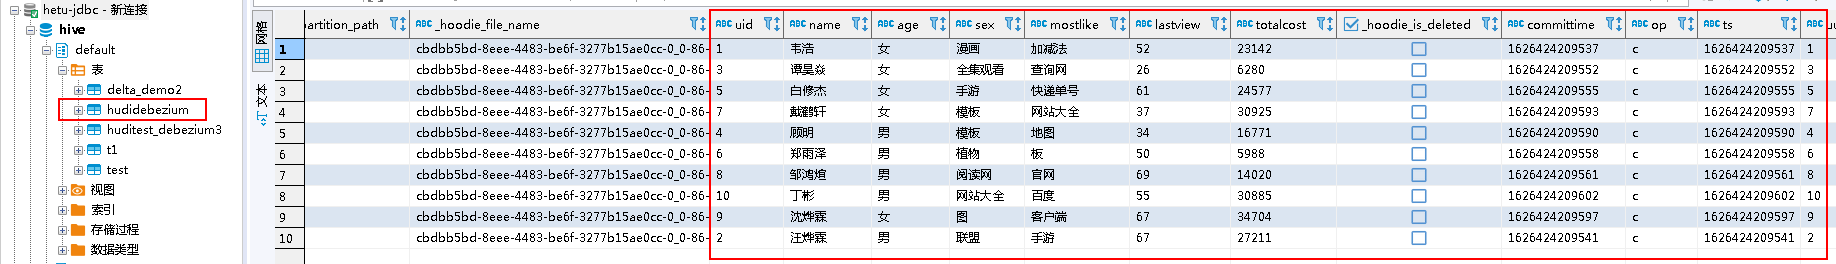 hetu-jdbc - 新连接
hive
default
表
delta_demo2
hudidebezium
huditest_debezium3
t1
test
视图
索引
存储过程
数据类型
网格
文本
artition_path ABC _hoodie_file_name ABC uid ABC name ABC age ABC sex ABC mostlike ABC lastview ABC totalcost _hoodie_is_deleted ABC committime ABC op ABC ts ABC
1 cbdbb5bd-8eee-4483-be6f-3277b15ae0cc-0_0-86- 1 韦浩 女 漫画 加减法 52 23142 1626424209537 c 1626424209537 1
2 cbdbb5bd-8eee-4483-be6f-3277b15ae0cc-0_0-86- 3 谭昊焱 女 全集观看 查询网 26 6280 1626424209552 c 1626424209552 3
3 cbdbb5bd-8eee-4483-be6f-3277b15ae0cc-0_0-86- 5 白修杰 女 手游 快递单号 61 24577 1626424209555 c 1626424209555 5
4 cbdbb5bd-8eee-4483-be6f-3277b15ae0cc-0_0-86- 7 戴鹤轩 女 模板 网站大全 37 30925 1626424209593 c 1626424209593 7
5 cbdbb5bd-8eee-4483-be6f-3277b15ae0cc-0_0-86- 4 顾明 男 模板 地图 34 16771 1626424209590 c 1626424209590 4
6 cbdbb5bd-8eee-4483-be6f-3277b15ae0cc-0_0-86- 6 郑雨泽 男 植物 板 50 5988 1626424209558 c 1626424209558 6
7 cbdbb5bd-8eee-4483-be6f-3277b15ae0cc-0_0-86- 8 邹鸿煊 男 阅读网 官网 69 14020 1626424209561 c 1626424209561 8
8 cbdbb5bd-8eee-4483-be6f-3277b15ae0cc-0_0-86- 10 丁彬 男 网站大全 百度 55 30885 1626424209602 c 1626424209602 10
9 cbdbb5bd-8eee-4483-be6f-3277b15ae0cc-0_0-86- 9 沈烨霖 女 图 客户端 67 34704 1626424209597 c 1626424209597 9
10 cbdbb5bd-8eee-4483-be6f-3277b15ae0cc-0_0-86- 2 汪烨霖 男 联盟 手游 67 27211 1626424209541 c 1626424209541 2